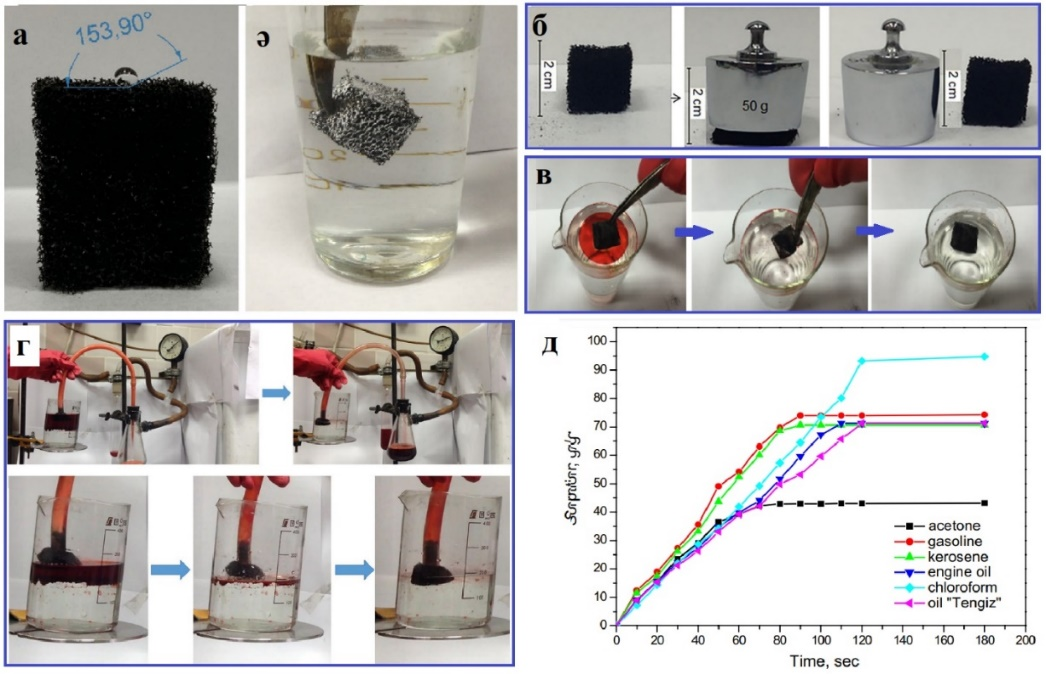 а
153,90°
ә
б
2 cm
2 cm
50 g
2 cm
в
г
д
Sorption, g/g
100
90
80
70
60
50
40
30
20
10
0
acetone
gasoline
kerosene
engine oil
chloroform
oil "Tengiz"
0 20 40 60 80 100 120 140 160 180 200
Time, sec